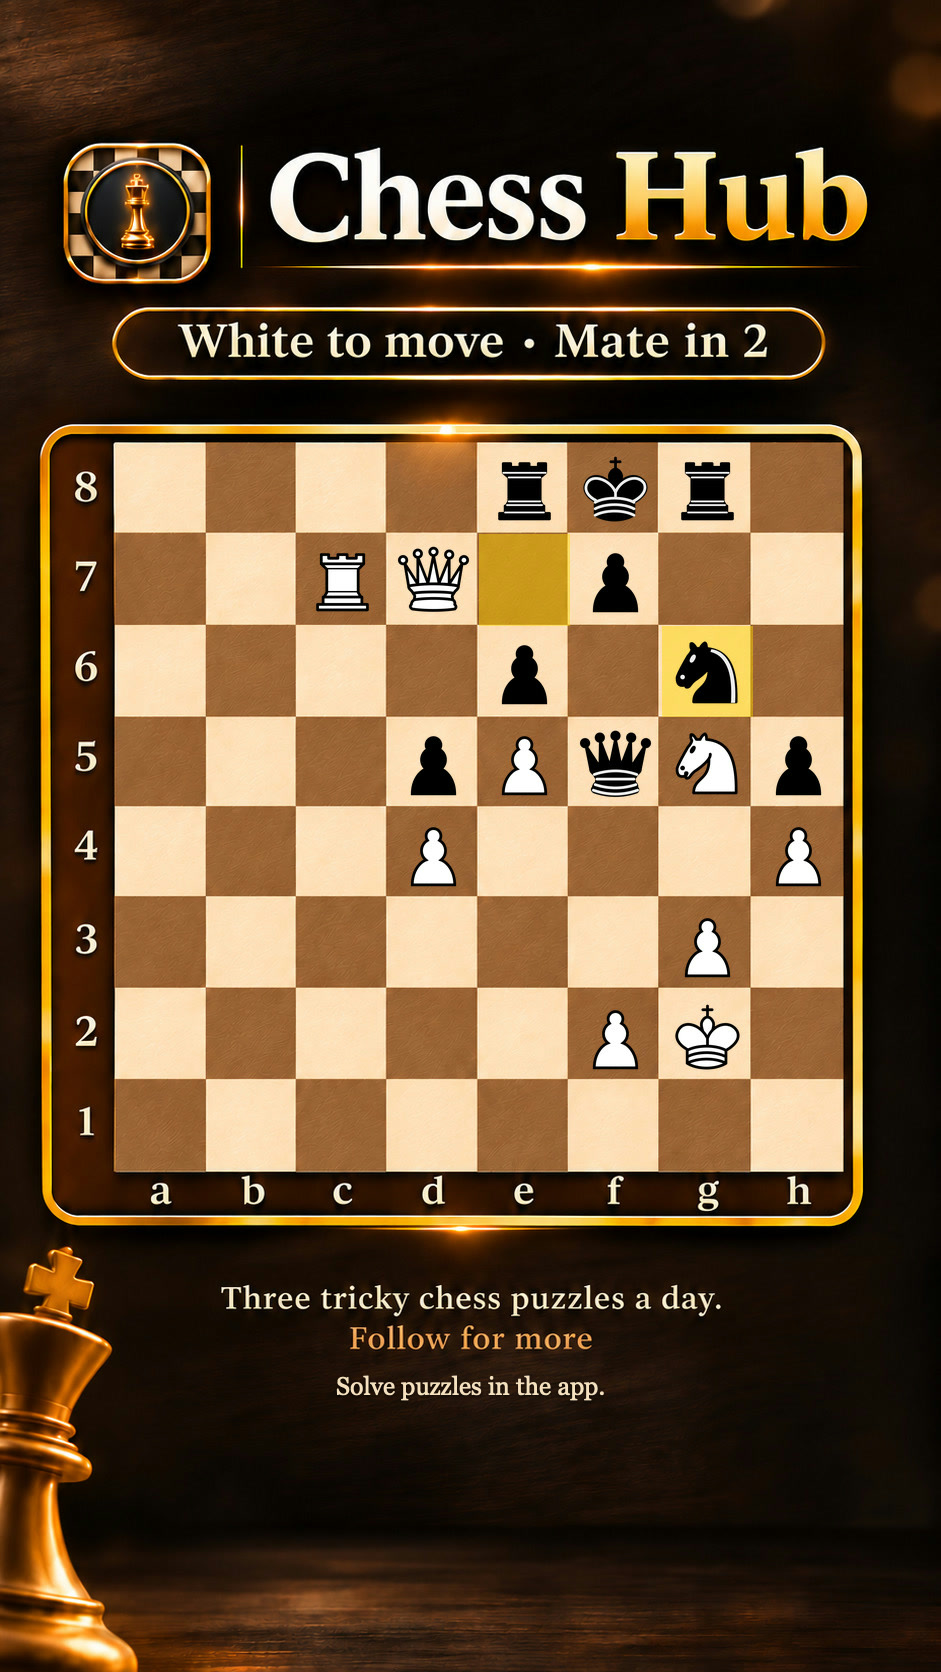 Chess Hub
White to move • Mate in 2
8
7
6
5
4
3
2
1
a b c d e f g h
Three tricky chess puzzles a day.
Follow for more
Solve puzzles in the app.